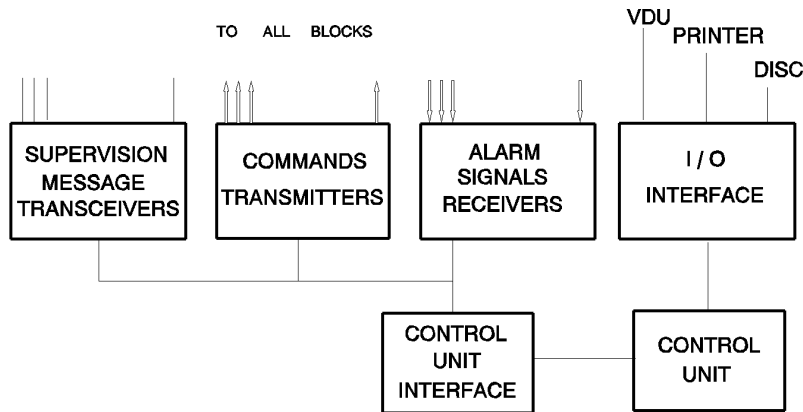 VDU
TO ALL BLOCKS
PRINTER
DISC
SUPERVISION
MESSAGE
TRANSCEIVERS
COMMANDS
TRANSMITTERS
ALARM
SIGNALS
RECEIVERS
I / O
INTERFACE
CONTROL
UNIT
INTERFACE
CONTROL
UNIT